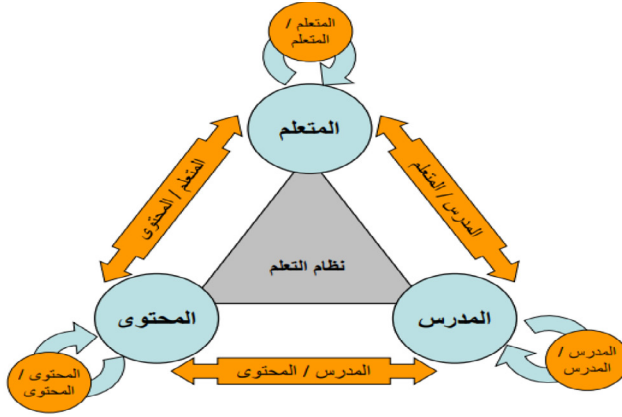 المتعلم /
المتعلم
المتعلم
المتعلم / المحتوى
المدرس / المتعلم
نظام التعلم
المحتوى
المدرس
المحتوى /
المحتوى
المدرس / المحتوى
المدرس /
المدرس